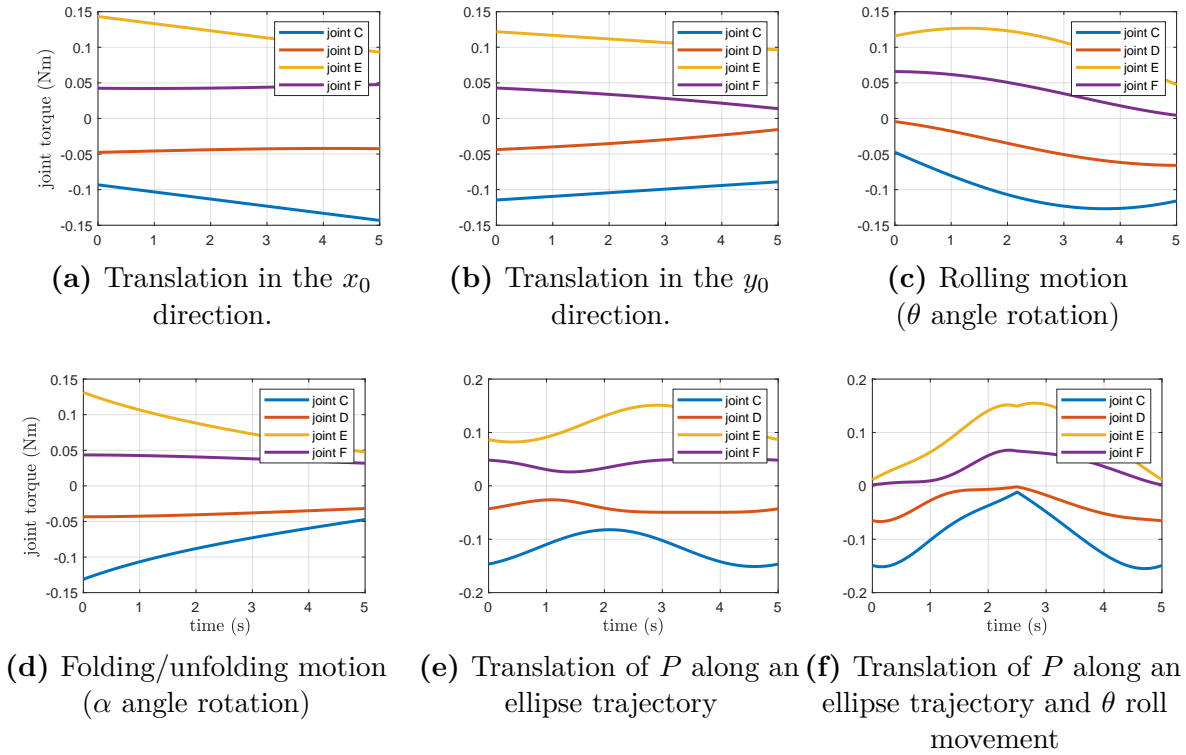 joint torque (Nm)
0.15
0.1
0.05
0
-0.05
-0.1
-0.15
0 1 2 3 4 5
joint C
joint D
joint E
joint F
(a) Translation in the x₀
direction.
0.15
0.1
0.05
0
-0.05
-0.1
-0.15
0 1 2 3 4 5
joint C
joint D
joint E
joint F
(b) Translation in the y₀
direction.
0.15
0.1
0.05
0
-0.05
-0.1
-0.15
0 1 2 3 4 5
joint C
joint D
joint E
joint F
(c) Rolling motion
(θ angle rotation)
joint torque (Nm)
0.15
0.1
0.05
0
-0.05
-0.1
-0.15
0 1 2 3 4 5
time (s)
joint C
joint D
joint E
joint F
(d) Folding/unfolding motion
(α angle rotation)
0.2
0.1
0
-0.1
-0.2
0 1 2 3 4 5
time (s)
joint C
joint D
joint E
joint F
(e) Translation of P along an
ellipse trajectory
0.2
0.1
0
-0.1
-0.2
0 1 2 3 4 5
time (s)
joint C
joint D
joint E
joint F
(f) Translation of P along an
ellipse trajectory and θ roll
movement